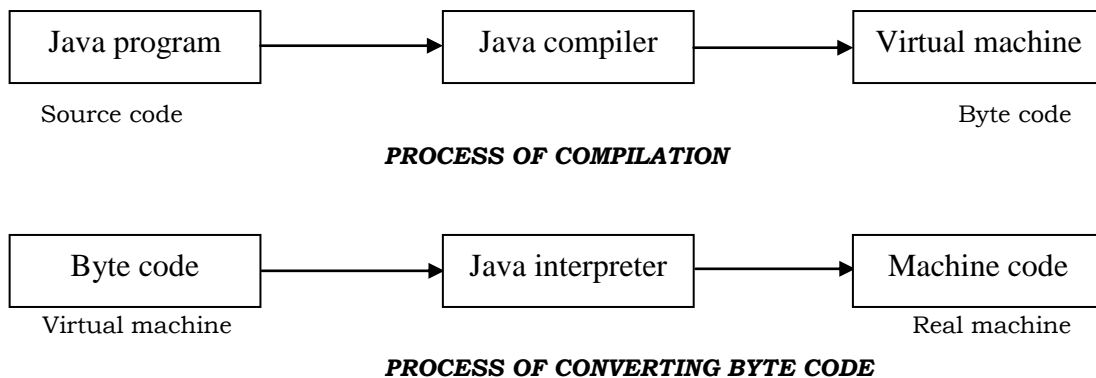 Java program Java compiler Virtual machine
Source code Byte code
PROCESS OF COMPILATION
Byte code Java interpreter Machine code
Virtual machine Real machine
PROCESS OF CONVERTING BYTE CODE